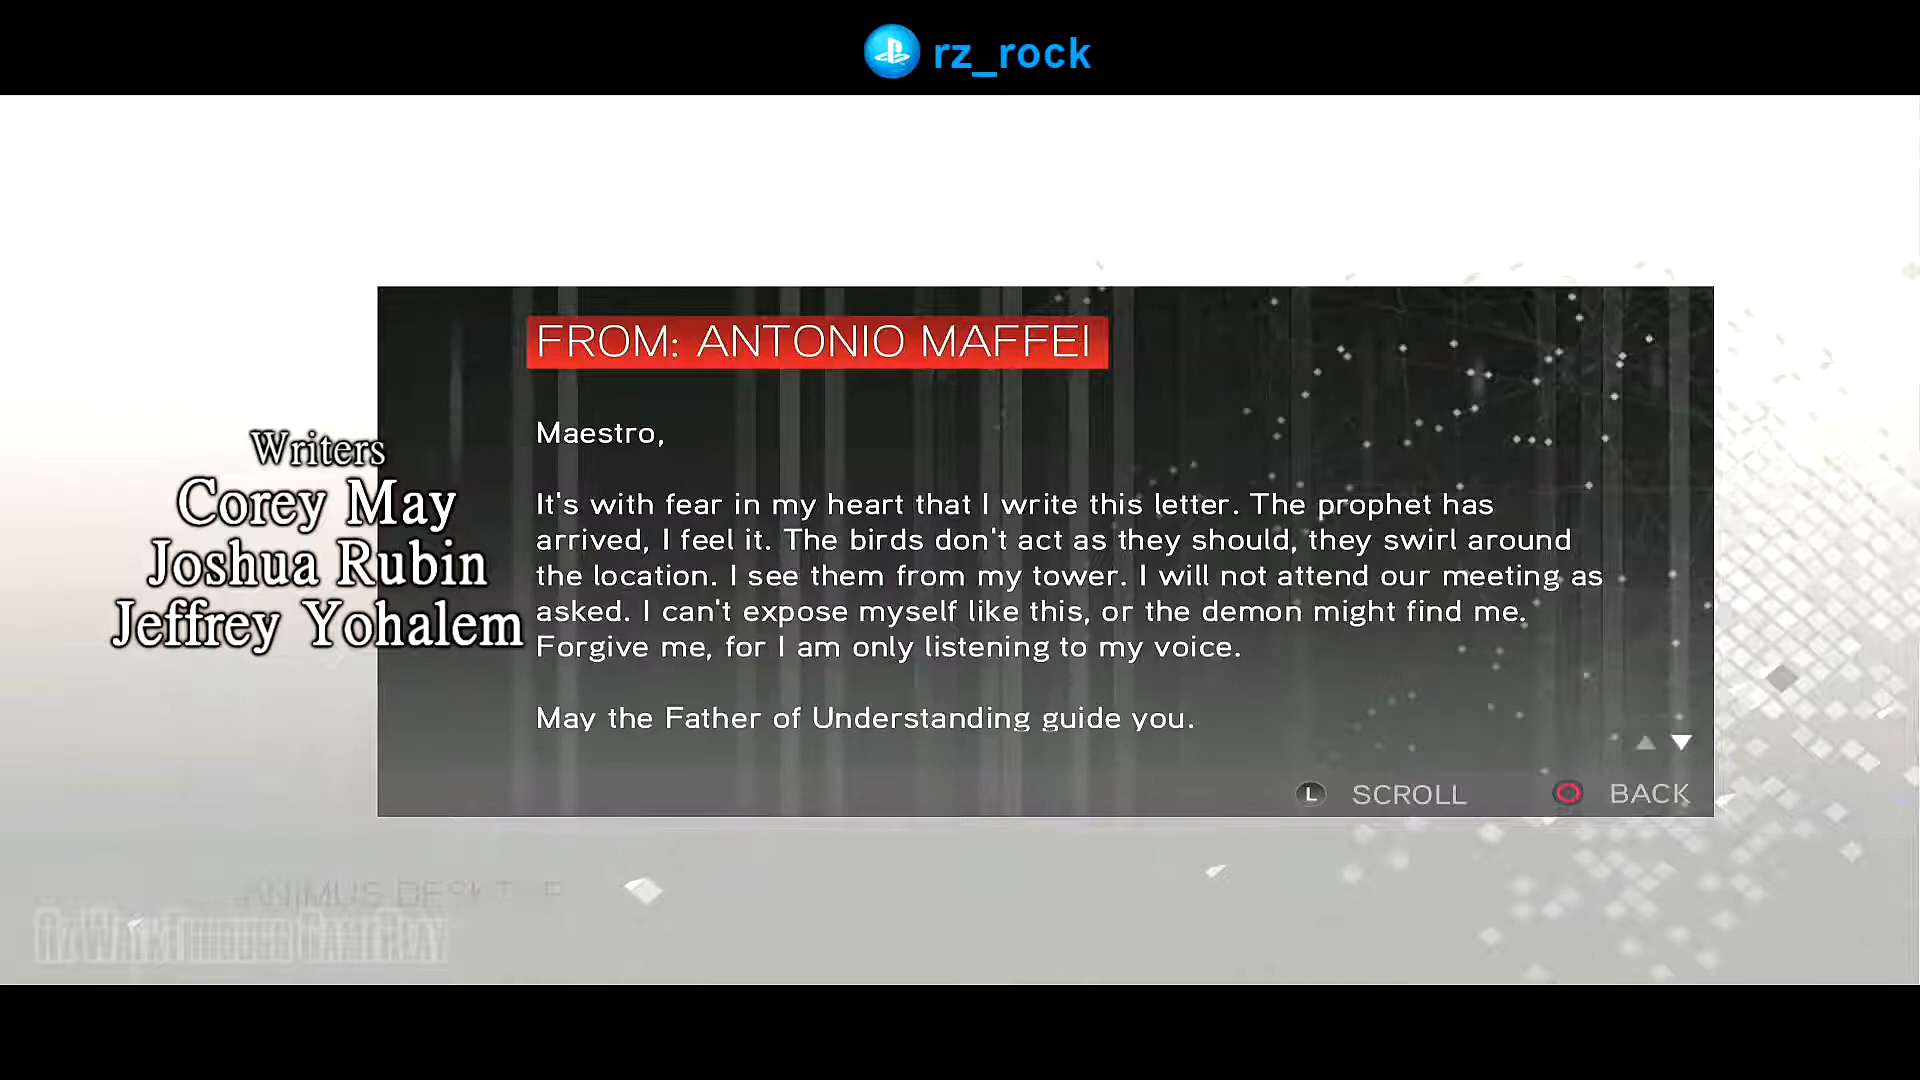 rz_rock
FROM: ANTONIO MAFFEI
Maestro,
It's with fear in my heart that I write this letter. The prophet has
arrived, I feel it. The birds don't act as they should, they swirl around
the location. I see them from my tower. I will not attend our meeting as
asked. I can't expose myself like this, or the demon might find me.
Forgive me, for I am only listening to my voice.
May the Father of Understanding guide you.
L SCROLL BACK
Writers
Corey May
Joshua Rubin
Jeffrey Yohalem
ANIMUS